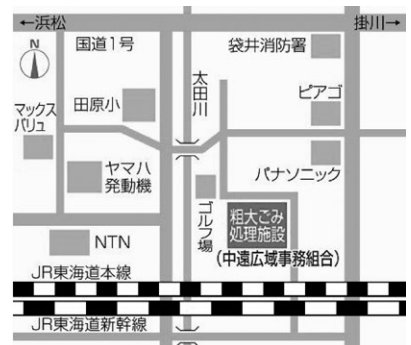 ←浜松
掛川→
N
国道1号
袋井消防署
太田川
田原小
ピアゴ
マックス
バリュ
ヤマハ
発動機
パナソニック
ゴルフ場
粗大ごみ
処理施設
(中遠広域事務組合)
NTN
JR東海道本線
JR東海道新幹線